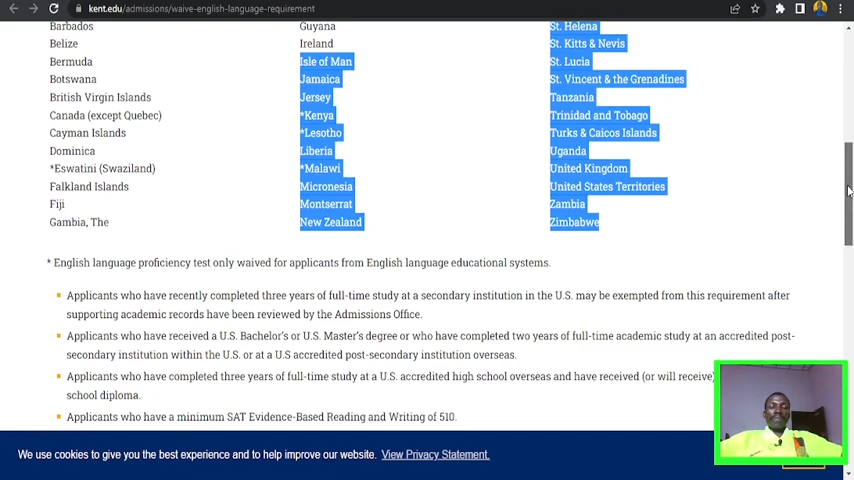 kent.edu/admissions/waive-english-language-requirement
Barbados
Belize
Bermuda
Botswana
British Virgin Islands
Canada (except Quebec)
Cayman Islands
Dominica
*Eswatini (Swaziland)
Falkland Islands
Fiji
Gambia, The
Guyana
Ireland
Isle of Man
Jamaica
Jersey
*Kenya
*Lesotho
Liberia
*Malawi
Micronesia
Montserrat
New Zealand
St. Helena
St. Kitts & Nevis
St. Lucia
St. Vincent & the Grenadines
Tanzania
Trinidad and Tobago
Turks & Caicos Islands
Uganda
United Kingdom
United States Territories
Zambia
Zimbabwe
* English language proficiency test only waived for applicants from English language educational systems.
Applicants who have recently completed three years of full-time study at a secondary institution in the U.S. may be exempted from this requirement after
supporting academic records have been reviewed by the Admissions Office.
Applicants who have received a U.S. Bachelor's or U.S. Master's degree or who have completed two years of full-time academic study at an accredited post-
secondary institution within the U.S. or at a U.S accredited post-secondary institution overseas.
Applicants who have completed three years of full-time study at a U.S. accredited high school overseas and have received (or will receive)
school diploma.
Applicants who have a minimum SAT Evidence-Based Reading and Writing of 510.
We use cookies to give you the best experience and to help improve our website. View Privacy Statement.